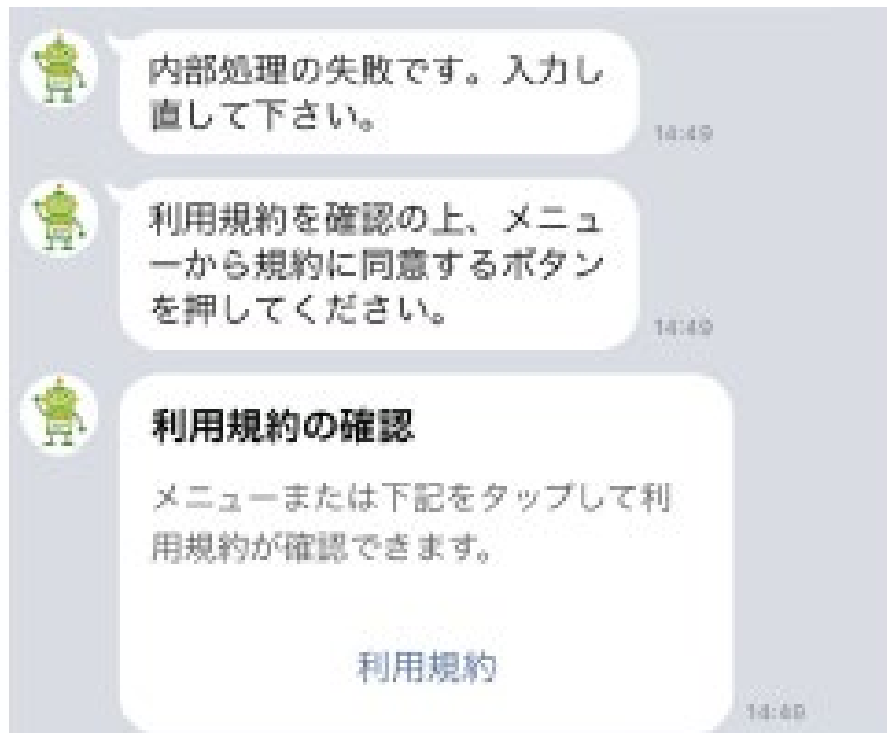 内部処理の失敗です。入力し
直して下さい。
14:49
利用規約を確認の上、メニュ
ーから規約に同意するボタン
を押してください。
14:49
利用規約の確認
メニューまたは下記をタップして利
用規約が確認できます。
利用規約
14:49